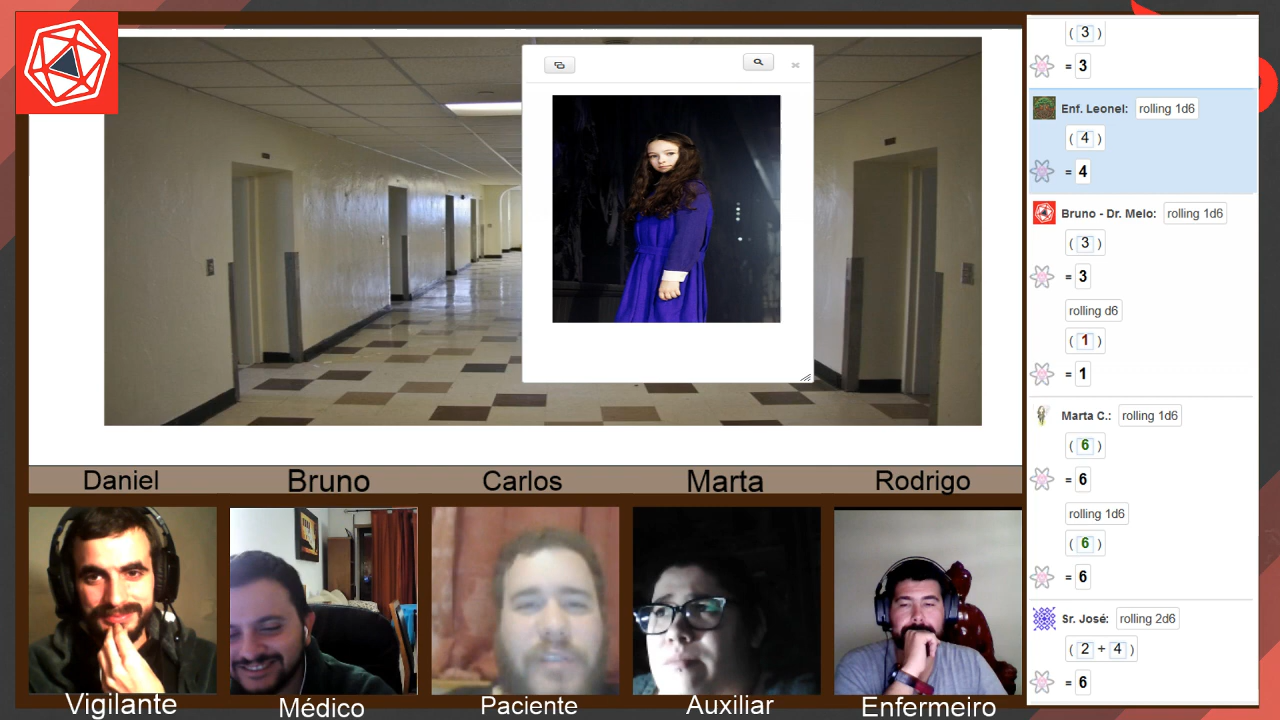 Daniel
Bruno
Carlos
Marta
Rodrigo
Vigilante
Médico
Paciente
Auxiliar
Enfermeiro
( 3 )
= 3
Enf. Leonel: rolling 1d6
( 4 )
= 4
Bruno - Dr. Melo: rolling 1d6
( 3 )
= 3
rolling d6
( 1 )
= 1
Marta C.: rolling 1d6
( 6 )
= 6
rolling 1d6
( 6 )
= 6
Sr. José: rolling 2d6
( 2 + 4 )
= 6